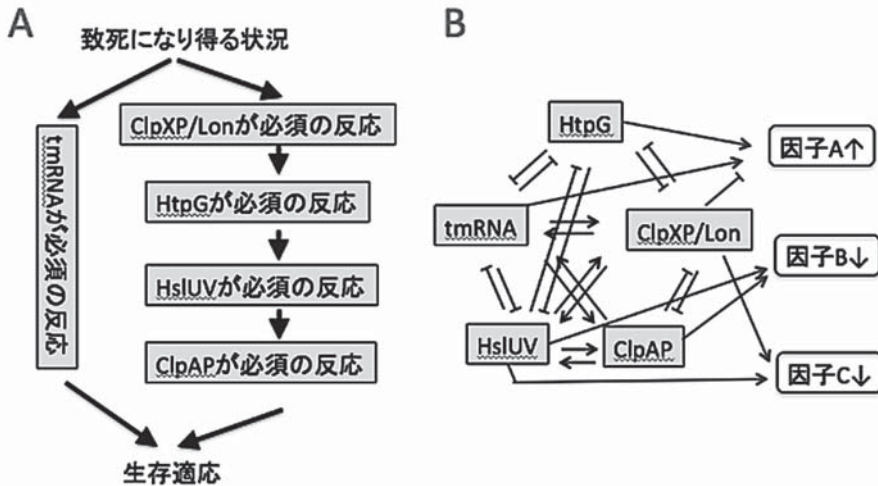 A
致死になり得る状況
tmRNAが必須の反応
ClpXP/Lonが必須の反応
HtpGが必須の反応
HslUVが必須の反応
ClpAPが必須の反応
生存適応
B
HtpG
因子A↑
tmRNA
ClpXP/Lon
因子B↓
HslUV
ClpAP
因子C↓